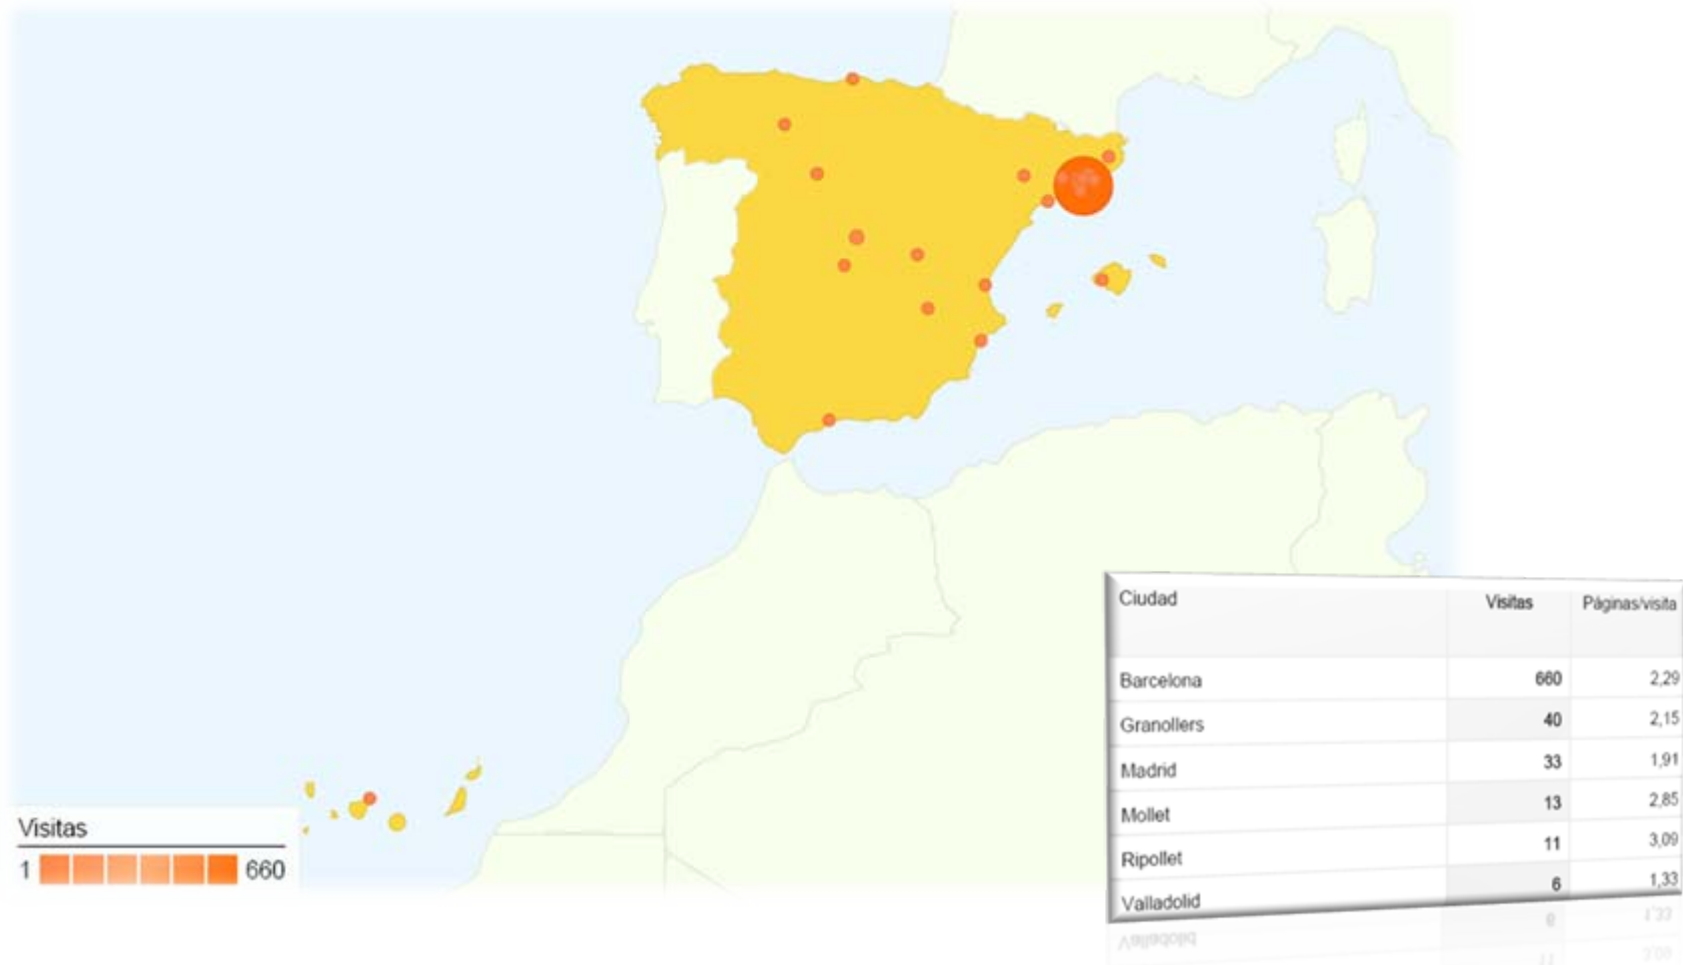 Visitas
1 660
Ciudad Visitas Páginas/visita
Barcelona 660 2,29
Granollers 40 2,15
Madrid 33 1,91
Mollet 13 2,85
Ripollet 11 3,09
Valladolid 6 1,33